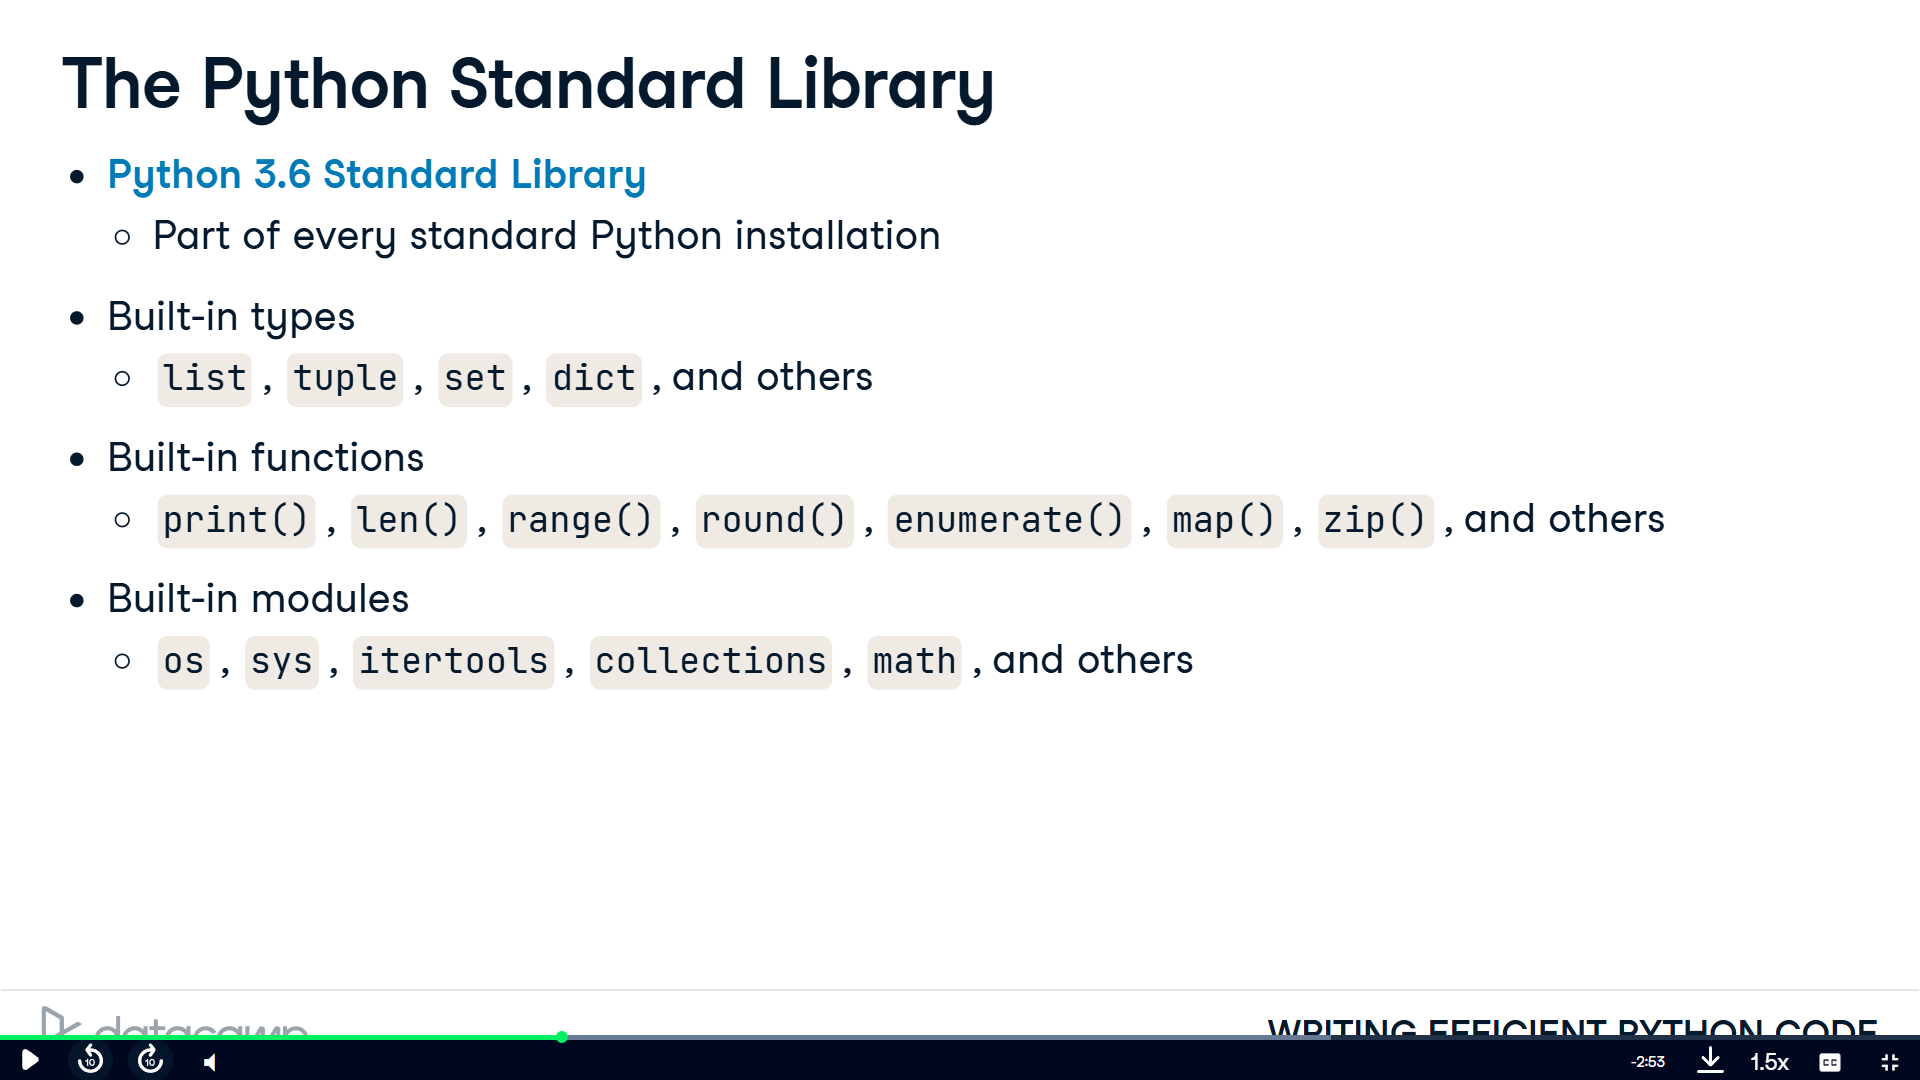 The Python Standard Library
• Python 3.6 Standard Library
○ Part of every standard Python installation
• Built-in types
○ list , tuple , set , dict , and others
• Built-in functions
○ print() , len() , range() , round() , enumerate() , map() , zip() , and others
• Built-in modules
○ os , sys , itertools , collections , math , and others
datacamp
WRITING EFFICIENT PYTHON CODE
10 10 -2:53 1.5x CC